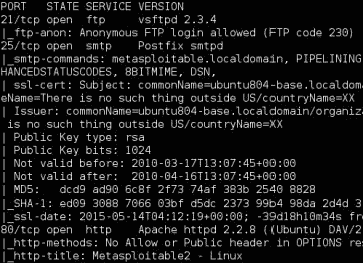 PORT   STATE SERVICE VERSION
21/tcp open  ftp     vsftpd 2.3.4
|_ftp-anon: Anonymous FTP login allowed (FTP code 230)
25/tcp open  smtp    Postfix smtpd
|_smtp-commands: metasploitable.localdomain, PIPELINING
HANCEDSTATUSCODES, 8BITMIME, DSN,
| ssl-cert: Subject: commonName=ubuntu804-base.localdom
eName=There is no such thing outside US/countryName=XX
| Issuer: commonName=ubuntu804-base.localdomain/organiz
 is no such thing outside US/countryName=XX
| Public Key type: rsa
| Public Key bits: 1024
| Not valid before: 2010-03-17T13:07:45+00:00
| Not valid after:  2010-04-16T13:07:45+00:00
| MD5:   dcd9 ad90 6c8f 2f73 74af 383b 2540 8828
|_SHA-1: ed09 3088 7066 03bf d5dc 2373 99b4 98da 2d4d 3
|_ssl-date: 2015-05-14T04:12:19+00:00; -39d18h10m34s fr
80/tcp open  http    Apache httpd 2.2.8 ((Ubuntu) DAV/2
|_http-methods: No Allow or Public header in OPTIONS res
|_http-title: Metasploitable2 - Linux